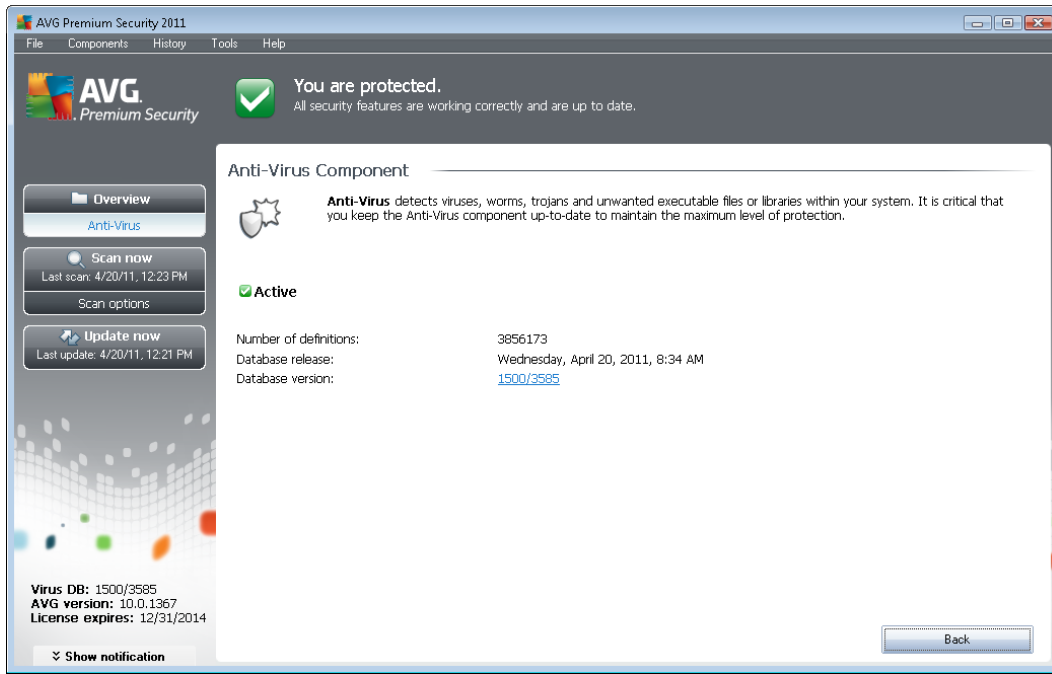 AVG Premium Security 2011
File Components History Tools Help
AVG.
Premium Security
You are protected.
All security features are working correctly and are up to date.
Overview
Anti-Virus
Scan now
Last scan: 4/20/11, 12:23 PM
Scan options
Update now
Last update: 4/20/11, 12:21 PM
Virus DB: 1500/3585
AVG version: 10.0.1367
License expires: 12/31/2014
Show notification
Anti-Virus Component
Anti-Virus detects viruses, worms, trojans and unwanted executable files or libraries within your system. It is critical that
you keep the Anti-Virus component up-to-date to maintain the maximum level of protection.
Active
Number of definitions: 3856173
Database release: Wednesday, April 20, 2011, 8:34 AM
Database version: 1500/3585
Back